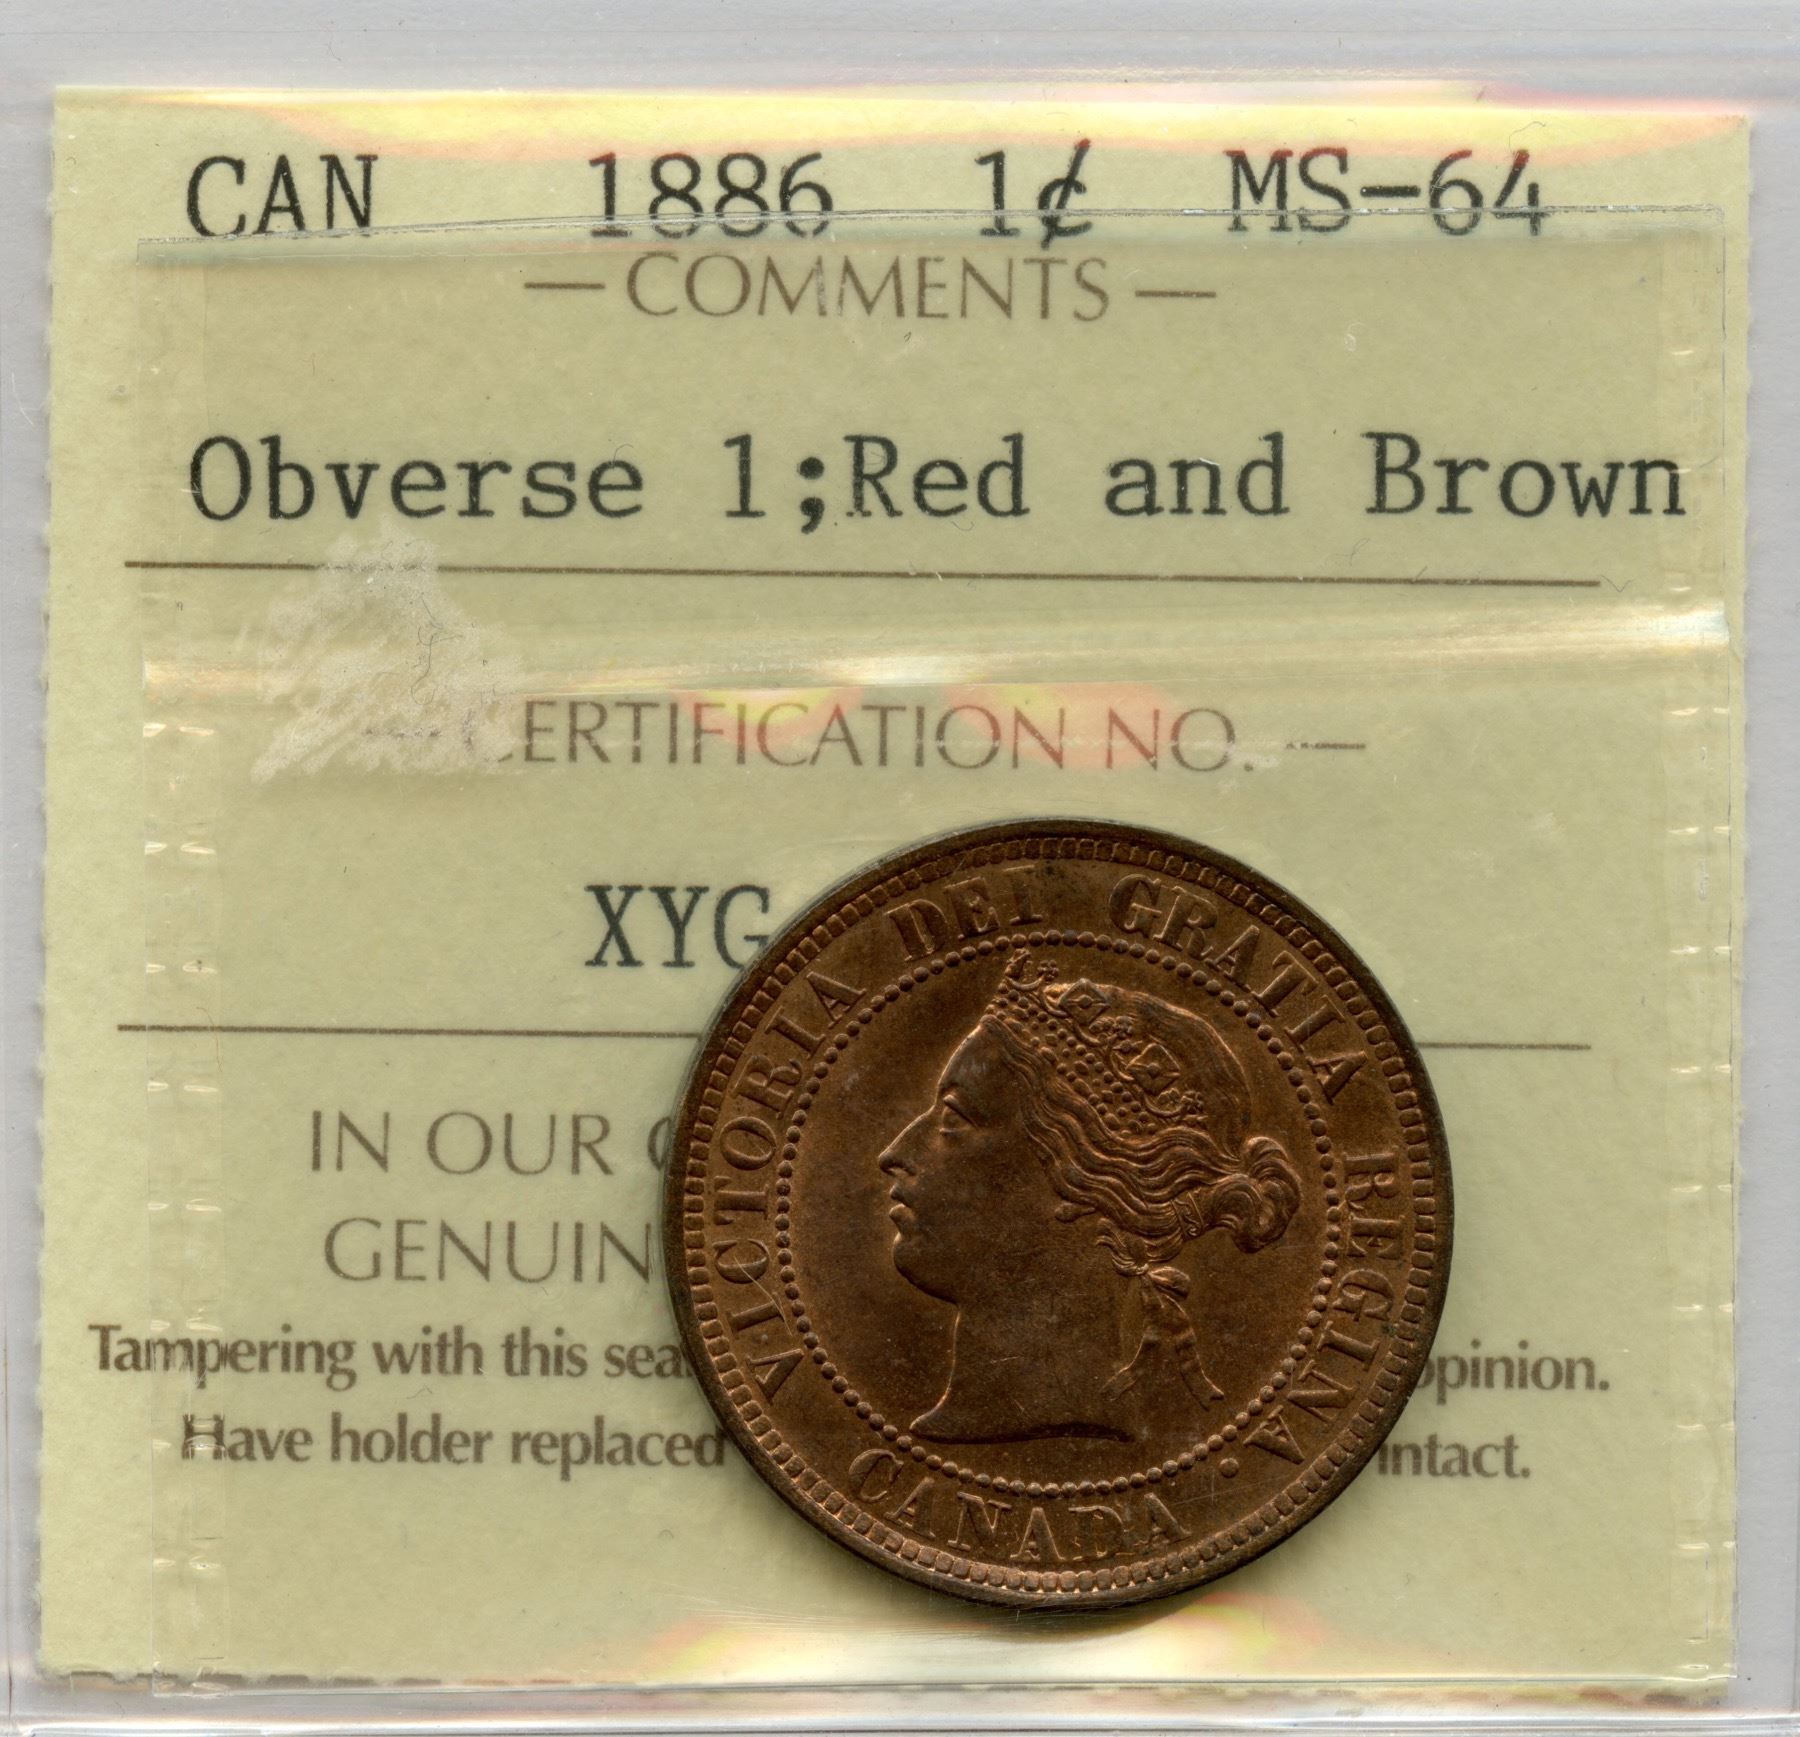 CAN 1886 1¢ MS-64
— COMMENTS —
Obverse 1;Red and Brown
CERTIFICATION NO. —
XYG
IN OUR
GENUIN
Tampering with this sea opinion.
Have holder replaced intact.
VICTORIA DEI GRATIA REGINA.
CANADA